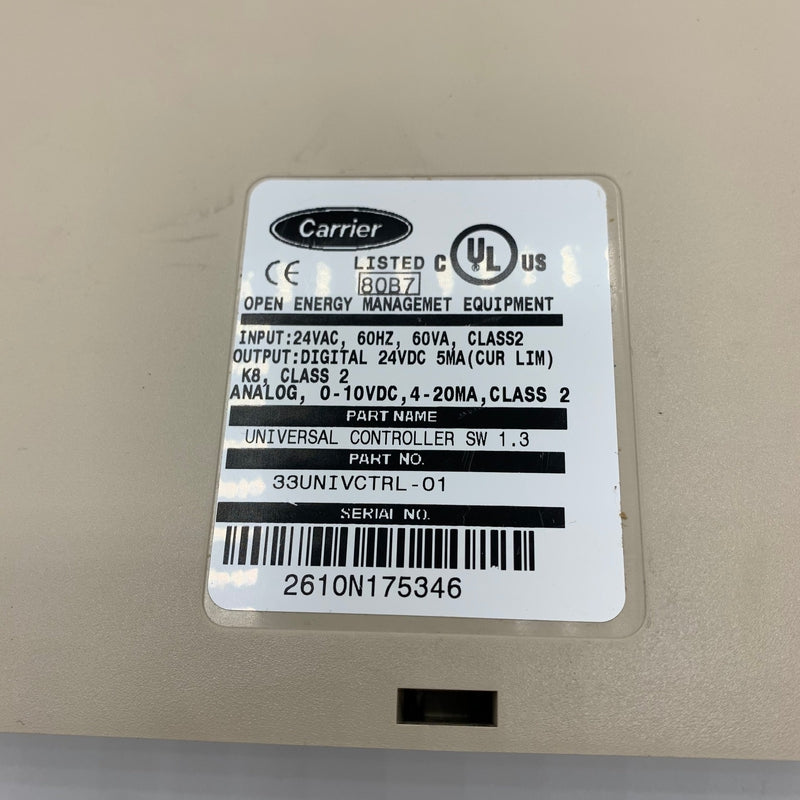 Carrier
CE
LISTED C UL US
80B7
OPEN ENERGY MANAGEMET EQUIPMENT
INPUT:24VAC, 60HZ, 60VA, CLASS2
OUTPUT:DIGITAL 24VDC 5MA(CUR LIM)
K8, CLASS 2
ANALOG, 0-10VDC,4-20MA,CLASS 2
PART NAME
UNIVERSAL CONTROLLER SW 1.3
PART NO.
33UNIVCTRL-01
SERIAL NO.
2610N175346